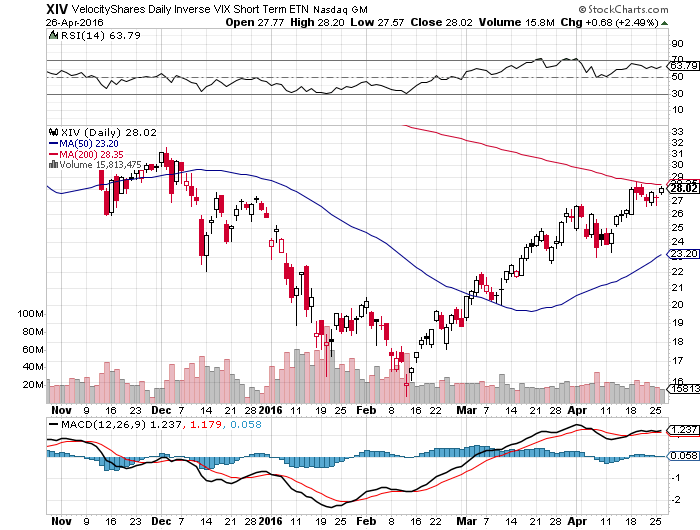 XIV VelocityShares Daily Inverse VIX Short Term ETN Nasdaq GM
© StockCharts.com
26-Apr-2016
Open 27.77 High 28.20 Low 27.57 Close 28.02 Volume 15.8M Chg +0.68 (+2.49%)
RSI(14) 63.79
90
70
63.79
50
30
10
XIV (Daily) 28.02
MA(50) 23.20
MA(200) 28.35
Volume 15,813,475
31
30
29
28.02
27
26
25
24
23.20
22
21
20
19
18
17
16
15813
100M
80M
60M
40M
20M
Nov 9 16 23 Dec 7 14 21 28 2016 11 19 25 Feb 8 16 22 Mar 7 14 21 28 Apr 11 18 25
MACD(12,26,9) 1.237, 1.179, 0.058
1.237
0.058
-1
-2
Nov 9 16 23 Dec 7 14 21 28 2016 11 19 25 Feb 8 16 22 Mar 7 14 21 28 Apr 11 18 25